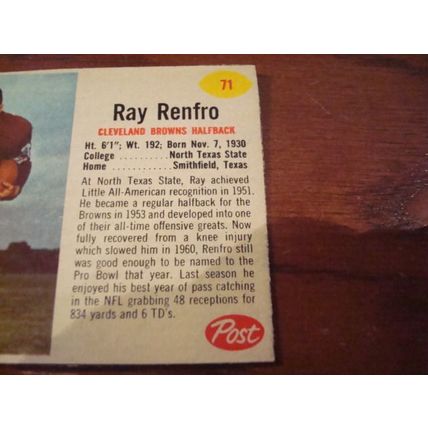 71
Ray Renfro
CLEVELAND BROWNS HALFBACK
Ht. 6'1"; Wt. 192; Born Nov. 7, 1930
College .......... North Texas State
Home ............ Smithfield, Texas
At North Texas State, Ray achieved
Little All-American recognition in 1951.
He became a regular halfback for the
Browns in 1953 and developed into one
of their all-time offensive greats. Now
fully recovered from a knee injury
which slowed him in 1960, Renfro still
was good enough to be named to the
Pro Bowl that year. Last season he
enjoyed his best year of pass catching
in the NFL grabbing 48 receptions for
834 yards and 6 TD's.
Post